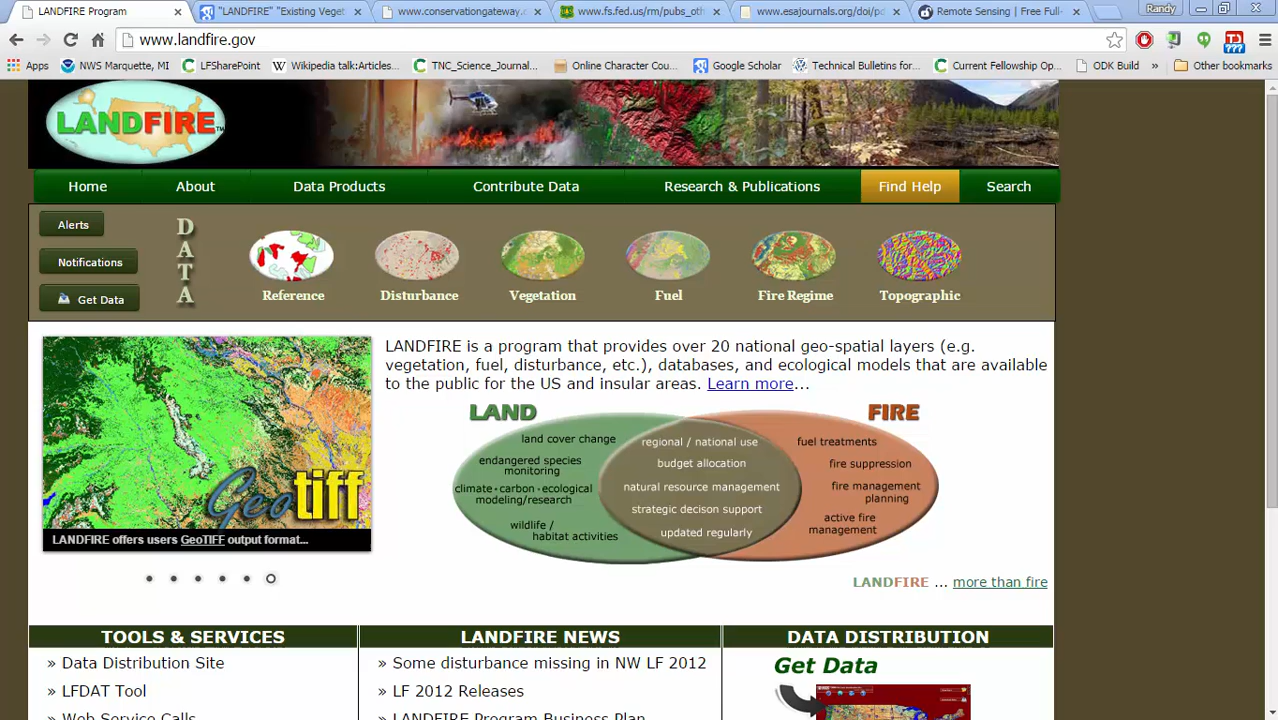 LANDFIRE Program
"LANDFIRE" "Existing Veget
www.conservationgateway.c
www.fs.fed.us/rm/pubs_oth
www.esajournals.org/doi/p
Remote Sensing | Free Full-
Randy
www.landfire.gov
Apps
NWS Marquette, MI
LFSharePoint
Wikipedia talk:Articles...
TNC_Science_Journal...
Online Character Cou...
Google Scholar
Technical Bulletins for...
Current Fellowship Op...
ODK Build
»
Other bookmarks
LANDFIRE™
Home
About
Data Products
Contribute Data
Research & Publications
Find Help
Search
Alerts
Notifications
Get Data
DATA
Reference
Disturbance
Vegetation
Fuel
Fire Regime
Topographic
GeoTiff
LANDFIRE offers users GeoTIFF output format...
LANDFIRE is a program that provides over 20 national geo-spatial layers (e.g.
vegetation, fuel, disturbance, etc.), databases, and ecological models that are available
to the public for the US and insular areas. Learn more...
LAND
FIRE
land cover change
endangered species
monitoring
climate·carbon·ecological
modeling/research
wildlife /
habitat activities
regional / national use
budget allocation
natural resource management
strategic decison support
updated regularly
fuel treatments
fire suppression
fire management
planning
active fire
management
LANDFIRE ... more than fire
TOOLS & SERVICES
» Data Distribution Site
» LFDAT Tool
» Web Service Calls
LANDFIRE NEWS
» Some disturbance missing in NW LF 2012
» LF 2012 Releases
» LANDFIRE Program Business Plan
DATA DISTRIBUTION
Get Data